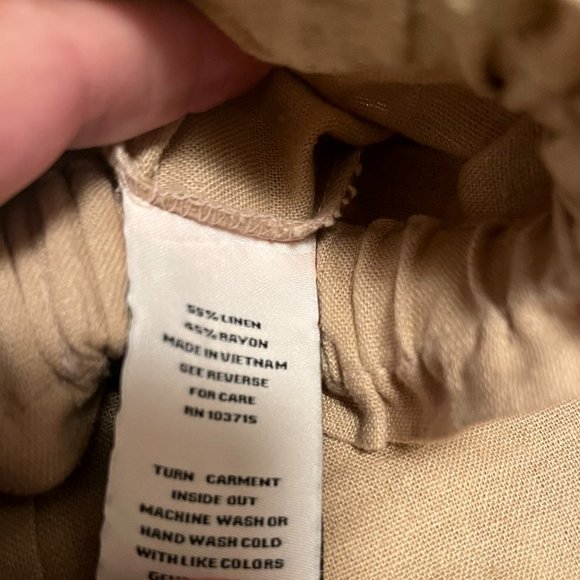 55% LINEN
45% RAYON
MADE IN VIETNAM
SEE REVERSE
FOR CARE
RN 103715
TURN GARMENT
INSIDE OUT
MACHINE WASH OR
HAND WASH COLD
WITH LIKE COLORS